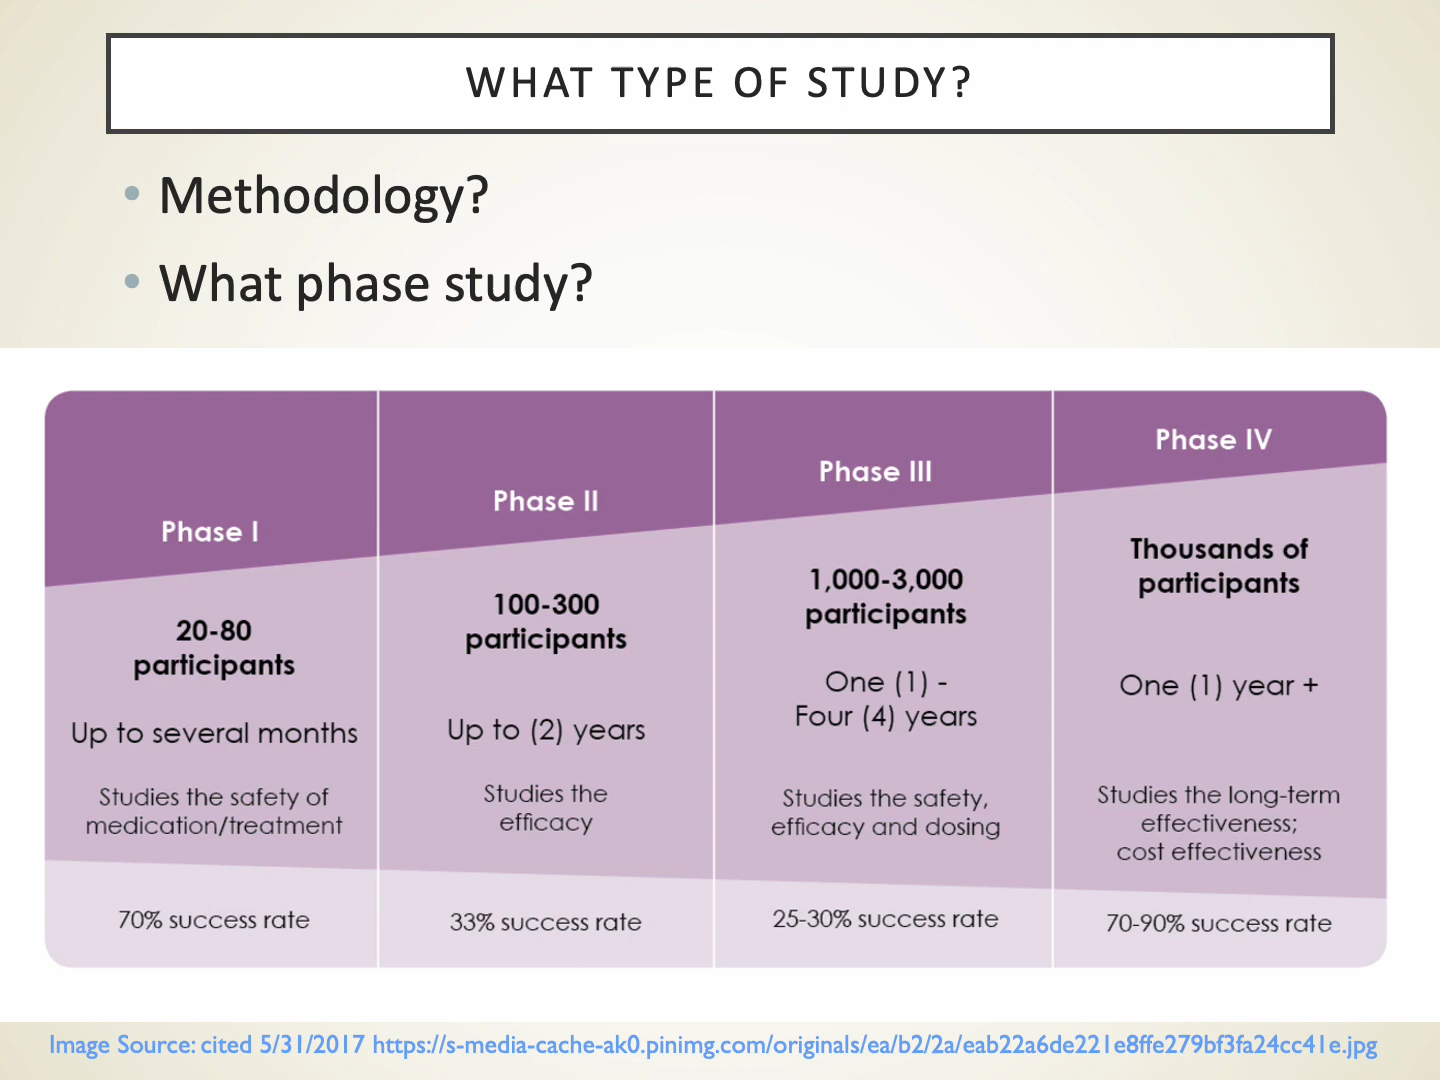 WHAT TYPE OF STUDY?
• Methodology?
• What phase study?
Phase I
20-80
participants
Up to several months
Studies the safety of
medication/treatment
70% success rate
Phase II
100-300
participants
Up to (2) years
Studies the
efficacy
33% success rate
Phase III
1,000-3,000
participants
One (1) -
Four (4) years
Studies the safety,
efficacy and dosing
25-30% success rate
Phase IV
Thousands of
participants
One (1) year +
Studies the long-term
effectiveness;
cost effectiveness
70-90% success rate
Image Source: cited 5/31/2017 https://s-media-cache-ak0.pinimg.com/originals/ea/b2/2a/eab22a6de221e8ffe279bf3fa24cc41e.jpg